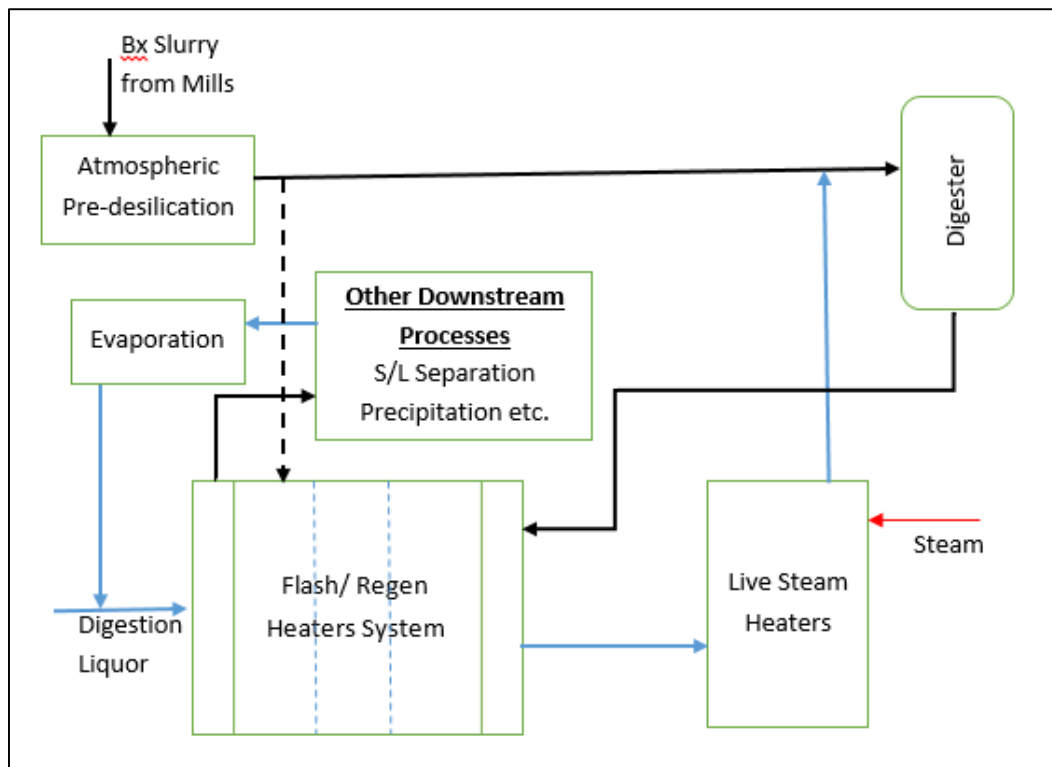 Bx Slurry
from Mills
Atmospheric
Pre-desilication
Digester
Other Downstream
Processes
S/L Separation
Precipitation etc.
Evaporation
Flash/ Regen
Heaters System
Live Steam
Heaters
Steam
Digestion
Liquor